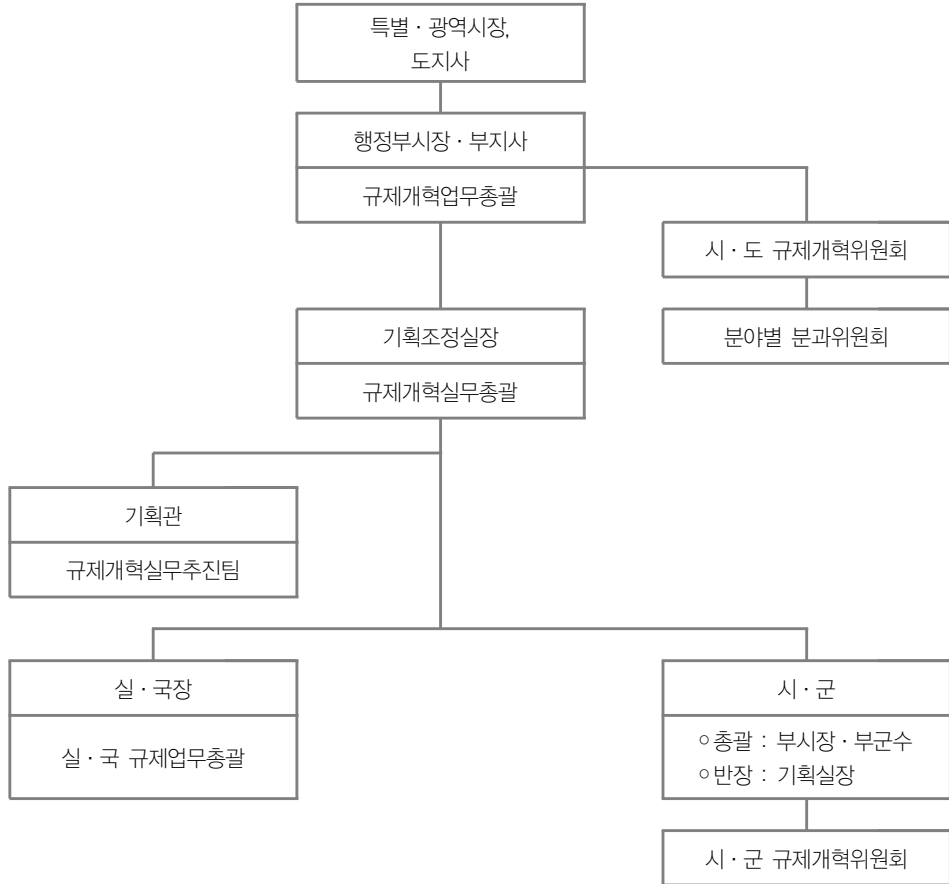 특별·광역시장,
도지사
행정부시장·부지사
규제개혁업무총괄
시·도 규제개혁위원회
기획조정실장
분야별 분과위원회
규제개혁실무총괄
기획관
규제개혁실무추진팀
실·국장
시·군
실·국 규제업무총괄
○총괄 : 부시장·부군수
○반장 : 기획실장
시·군 규제개혁위원회